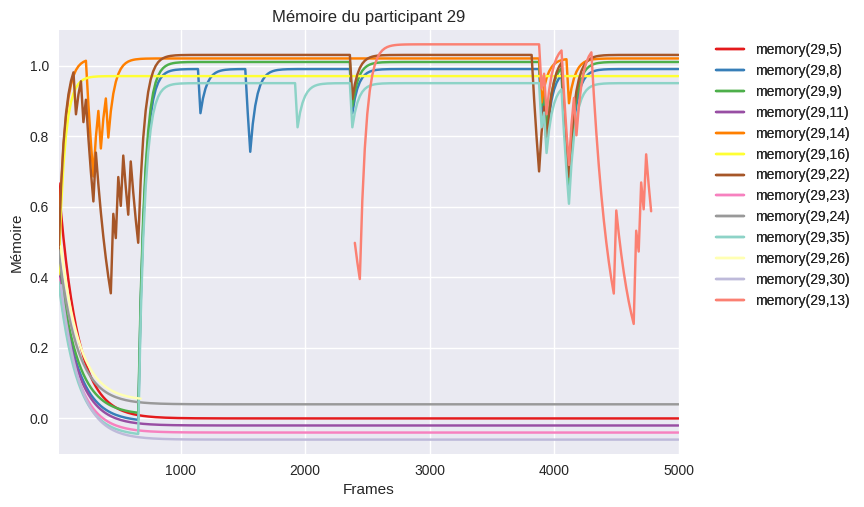 Mémoire du participant 29
Mémoire
1.0
0.8
0.6
0.4
0.2
0.0
1000
2000
3000
4000
5000
Frames
memory(29,5)
memory(29,8)
memory(29,9)
memory(29,11)
memory(29,14)
memory(29,16)
memory(29,22)
memory(29,23)
memory(29,24)
memory(29,35)
memory(29,26)
memory(29,30)
memory(29,13)